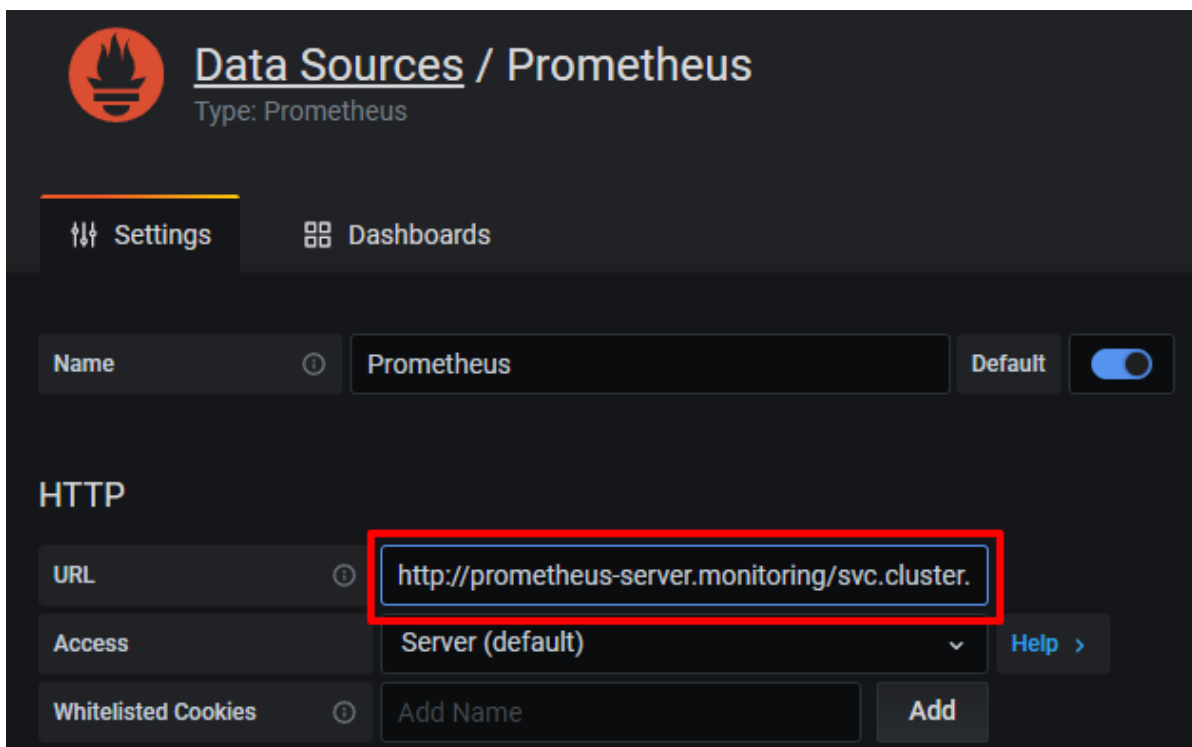 Data Sources / Prometheus
Type: Prometheus
Settings
Dashboards
Name
Prometheus
Default
HTTP
URL
http://prometheus-server.monitoring/svc.cluster.
Access
Server (default)
Help >
Whitelisted Cookies
Add Name
Add